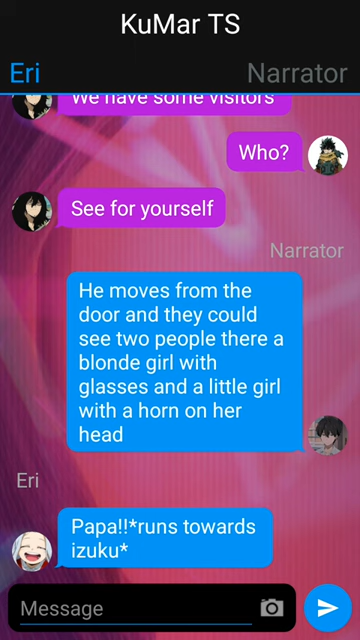 KuMar TS
Eri
Narrator
We have some visitors
Who?
See for yourself
Narrator
He moves from the
door and they could
see two people there a
blonde girl with
glasses and a little girl
with a horn on her
head
Eri
Papa!!*runs towards
izuku*
Message